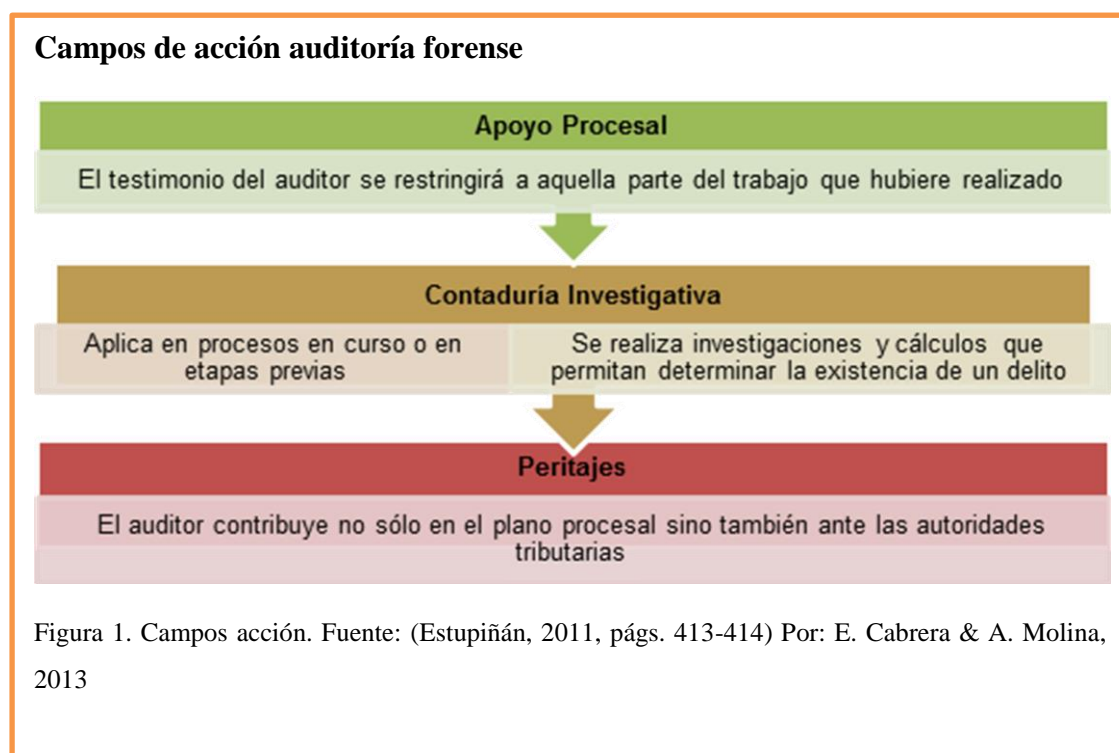 Campos de acción auditoría forense
Apoyo Procesal
El testimonio del auditor se restringirá a aquella parte del trabajo que hubiere realizado
Contaduría Investigativa
Aplica en procesos en curso o en
etapas previas
Se realiza investigaciones y cálculos que
permitan determinar la existencia de un delito
Peritajes
El auditor contribuye no sólo en el plano procesal sino también ante las autoridades
tributarias
Figura 1. Campos acción. Fuente: (Estupiñán, 2011, págs. 413-414) Por: E. Cabrera & A. Molina,
2013